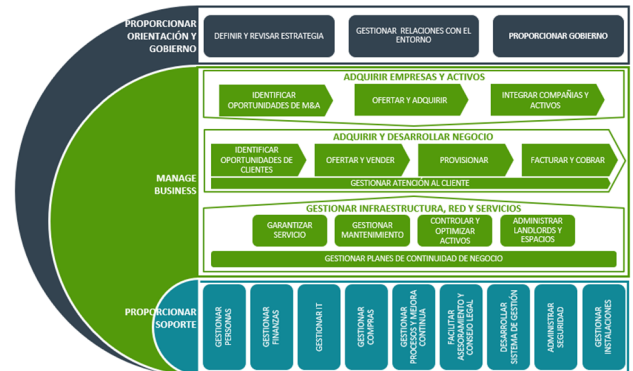 PROPORCIONAR
ORIENTACIÓN Y
GOBIERNO
DEFINIR Y REVISAR ESTRATEGIA
GESTIONAR RELACIONES CON EL
ENTORNO
PROPORCIONAR GOBIERNO
MANAGE
BUSINESS
ADQUIRIR EMPRESAS Y ACTIVOS
IDENTIFICAR
OPORTUNIDADES DE M&A
OFERTAR Y ADQUIRIR
INTEGRAR COMPAÑIAS Y
ACTIVOS
ADQUIRIR Y DESARROLLAR NEGOCIO
IDENTIFICAR
OPORTUNIDADES DE
CLIENTES
OFERTAR Y VENDER
PROVISIONAR
FACTURAR Y COBRAR
GESTIONAR ATENCIÓN AL CLIENTE
GESTIONAR INFRAESTRUCTURA, RED Y SERVICIOS
GARANTIZAR
SERVICIO
GESTIONAR
MANTENIMIENTO
CONTROLAR Y
OPTIMIZAR
ACTIVOS
ADMINISTRAR
LANDLORDS Y
ESPACIOS
GESTIONAR PLANES DE CONTINUIDAD DE NEGOCIO
PROPORCIONAR
SOPORTE
GESTIONAR
PERSONAS
GESTIONAR
FINANZAS
GESTIONAR IT
GESTIONAR
COMPRAS
GESTIONAR
PROCESOS Y MEJORA
CONTINUA
FACILITAR
ASESORAMIENTO Y
CONSEJO LEGAL
DESARROLLAR
SISTEMA DE GESTIÓN
ADMINISTRAR
SEGURIDAD
GESTIONAR
INSTALACIONES